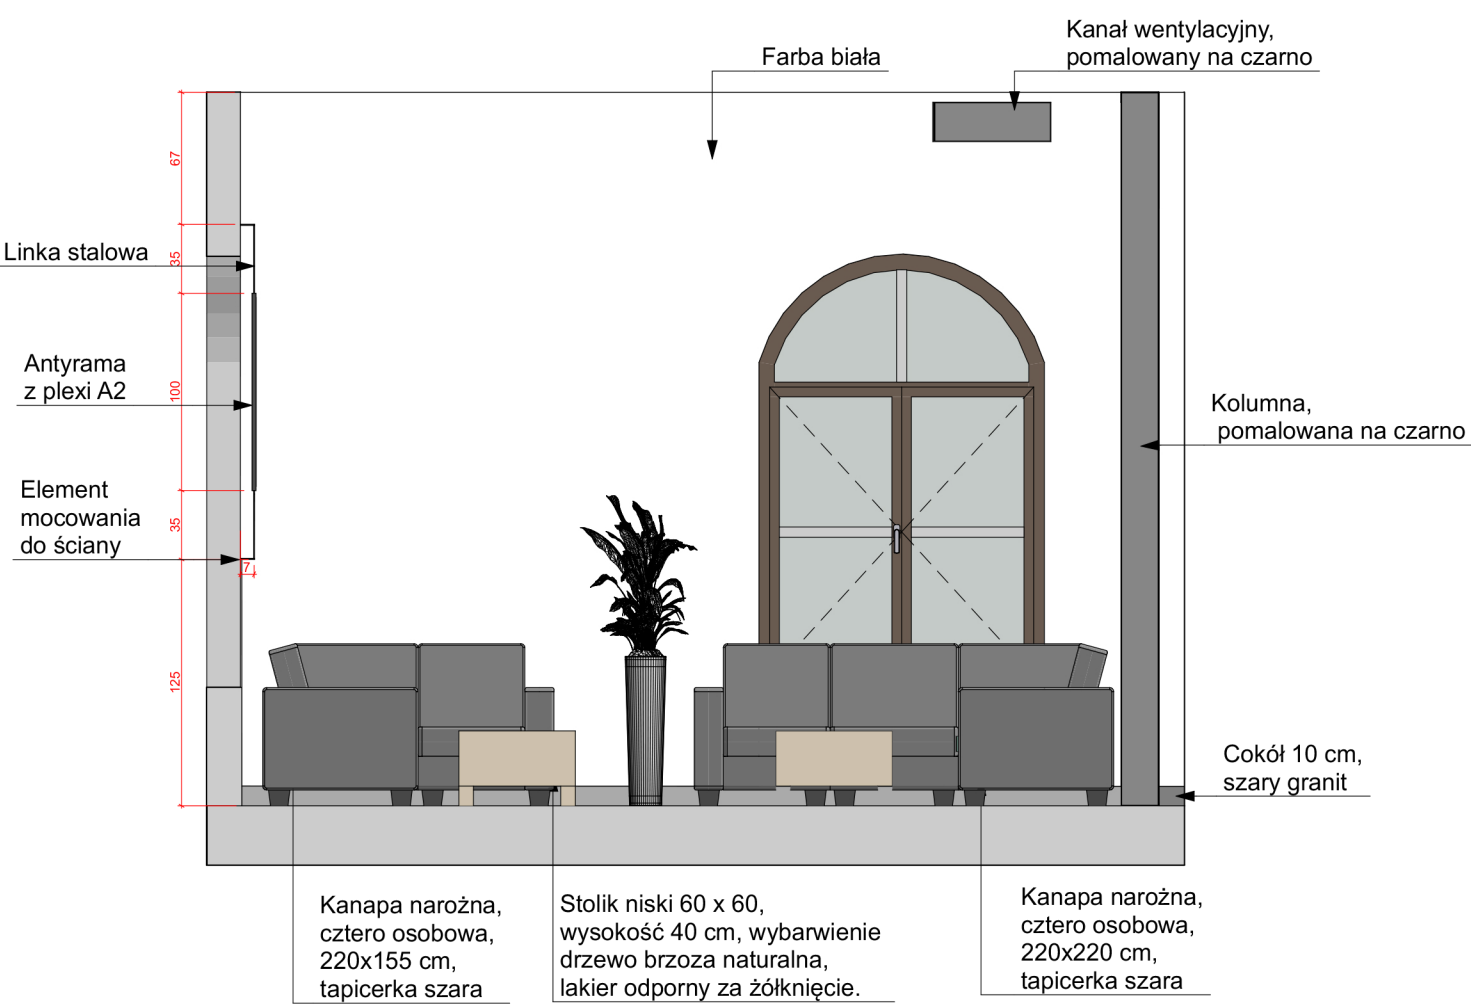 Kanał wentylacyjny,
pomalowany na czarno
Farba biała
67
Linka stalowa
35
Antyrama
z plexi A2
100
Kolumna,
pomalowana na czarno
Element
mocowania
do ściany
35
7
125
Cokół 10 cm,
szary granit
Kanapa narożna,
cztero osobowa,
220x155 cm,
tapicerka szara
Stolik niski 60 x 60,
wysokość 40 cm, wybarwienie
drzewo brzoza naturalna,
lakier odporny za żółknięcie.
Kanapa narożna,
cztero osobowa,
220x220 cm,
tapicerka szara